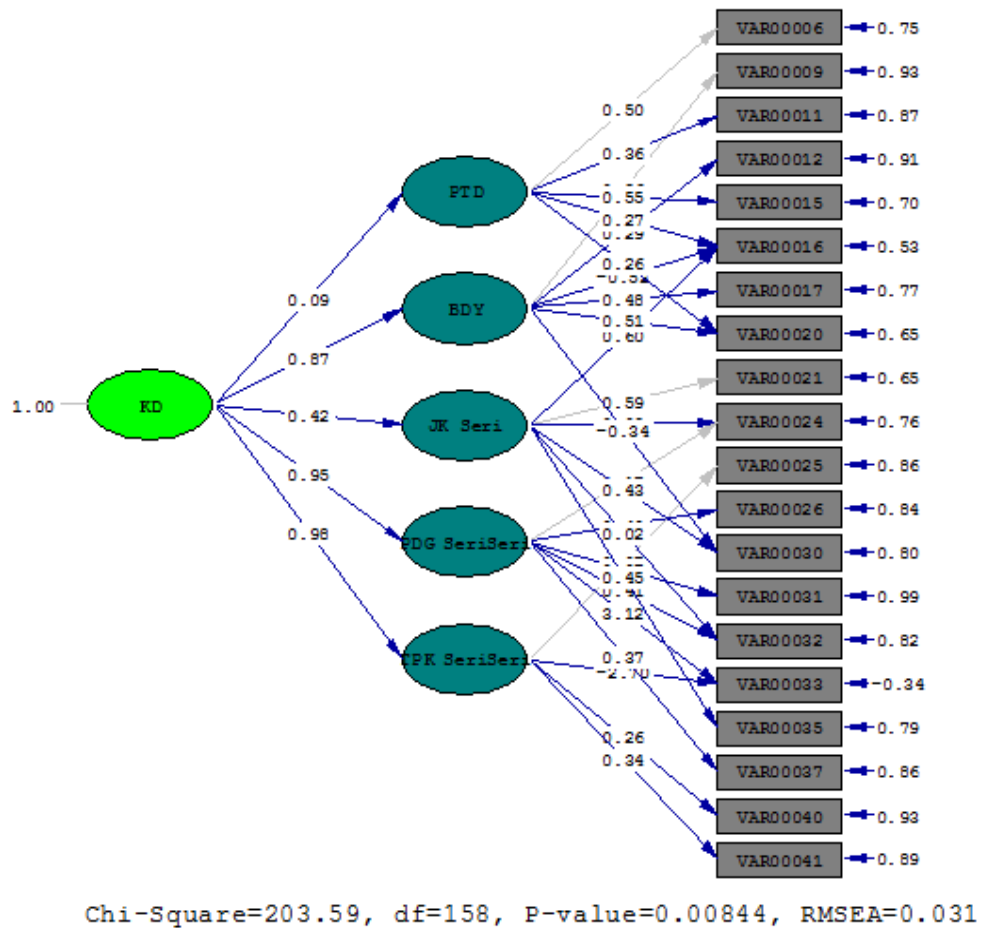 VAR00006 0.75
VAR00009 0.93
0.50
VAR00011 0.87
0.36
VAR00012 0.91
PTD
0.55
VAR00015 0.70
0.27
0.29
VAR00016 0.53
0.26
0.09
BDY
0.48
VAR00017 0.77
0.51
0.60
VAR00020 0.65
0.87
VAR00021 0.65
1.00
KD
0.42
JK Seri
0.59
-0.34
VAR00024 0.76
VAR00025 0.86
0.95
0.43
VAR00026 0.84
0.98
PDG SeriSeri
0.02
VAR00030 0.80
0.45
0.41
VAR00031 0.99
3.12
VAR00032 0.82
SeriSeri
0.37
-2.70
VAR00033 -0.34
VAR00035 0.79
0.26
0.34
VAR00037 0.86
VAR00040 0.93
VAR00041 0.89
Chi-Square=203.59, df=158, P-value=0.00844, RMSEA=0.031